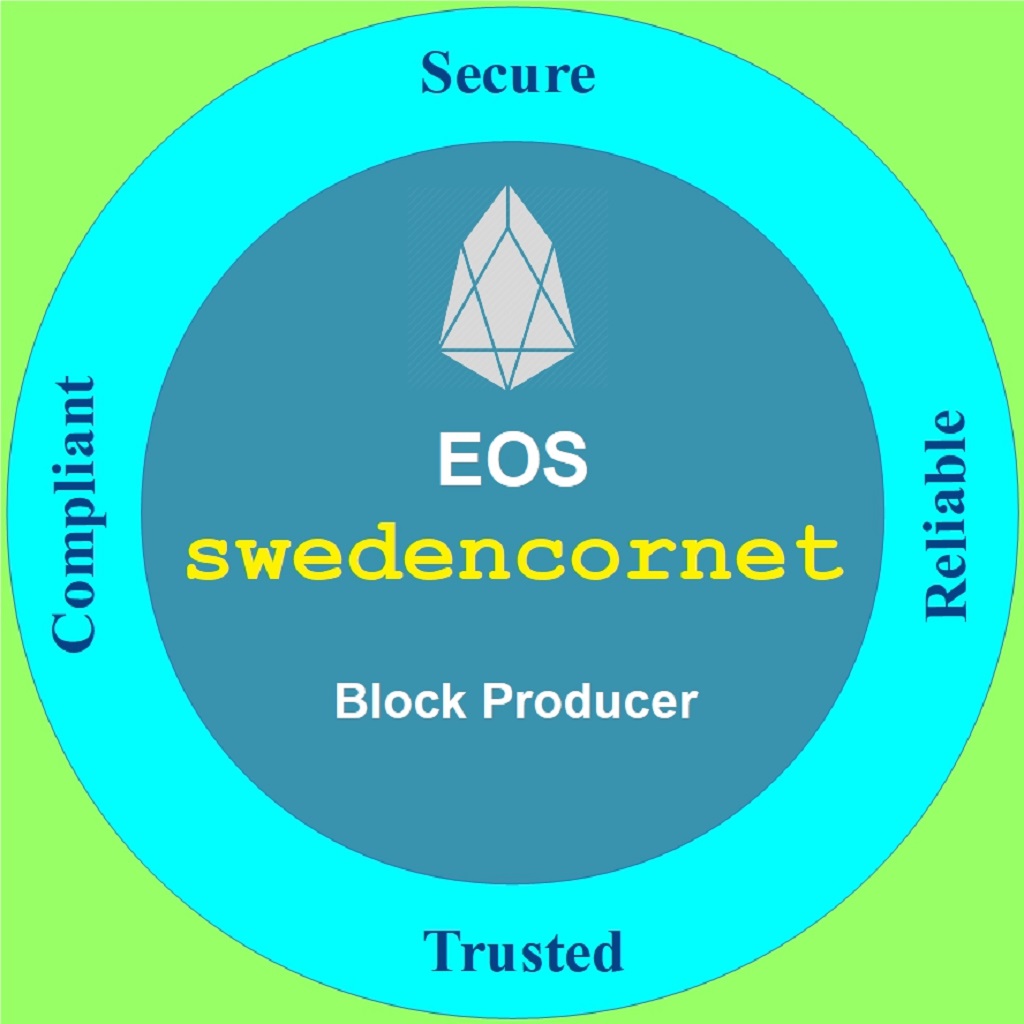 Secure
Compliant
EOS
swedencornet
Block Producer
Reliable
Trusted